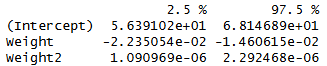 2.5 % 97.5 %
(Intercept) 5.639102e+01 6.814689e+01
Weight -2.235054e-02 -1.460615e-02
Weight2 1.090969e-06 2.292468e-06